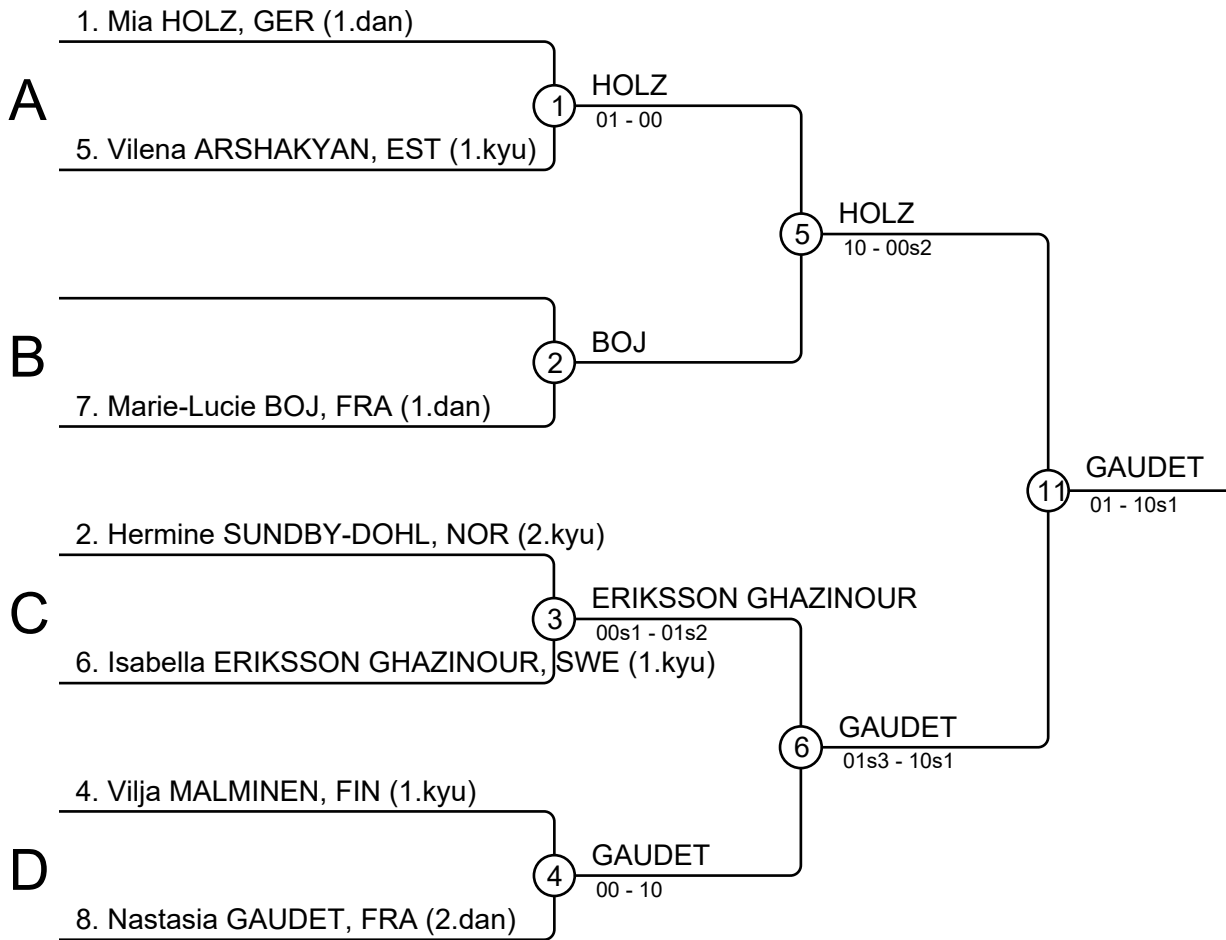 1. Mia HOLZ, GER (1.dan)
A
1
HOLZ
01 - 00
5. Vilena ARSHAKYAN, EST (1.kyu)
5
HOLZ
10 - 00s2
B
2
BOJ
7. Marie-Lucie BOJ, FRA (1.dan)
11
GAUDET
01 - 10s1
2. Hermine SUNDBY-DOHL, NOR (2.kyu)
C
3
ERIKSSON GHAZINOUR
00s1 - 01s2
6. Isabella ERIKSSON GHAZINOUR, SWE (1.kyu)
6
GAUDET
01s3 - 10s1
4. Vilja MALMINEN, FIN (1.kyu)
D
4
GAUDET
00 - 10
8. Nastasia GAUDET, FRA (2.dan)